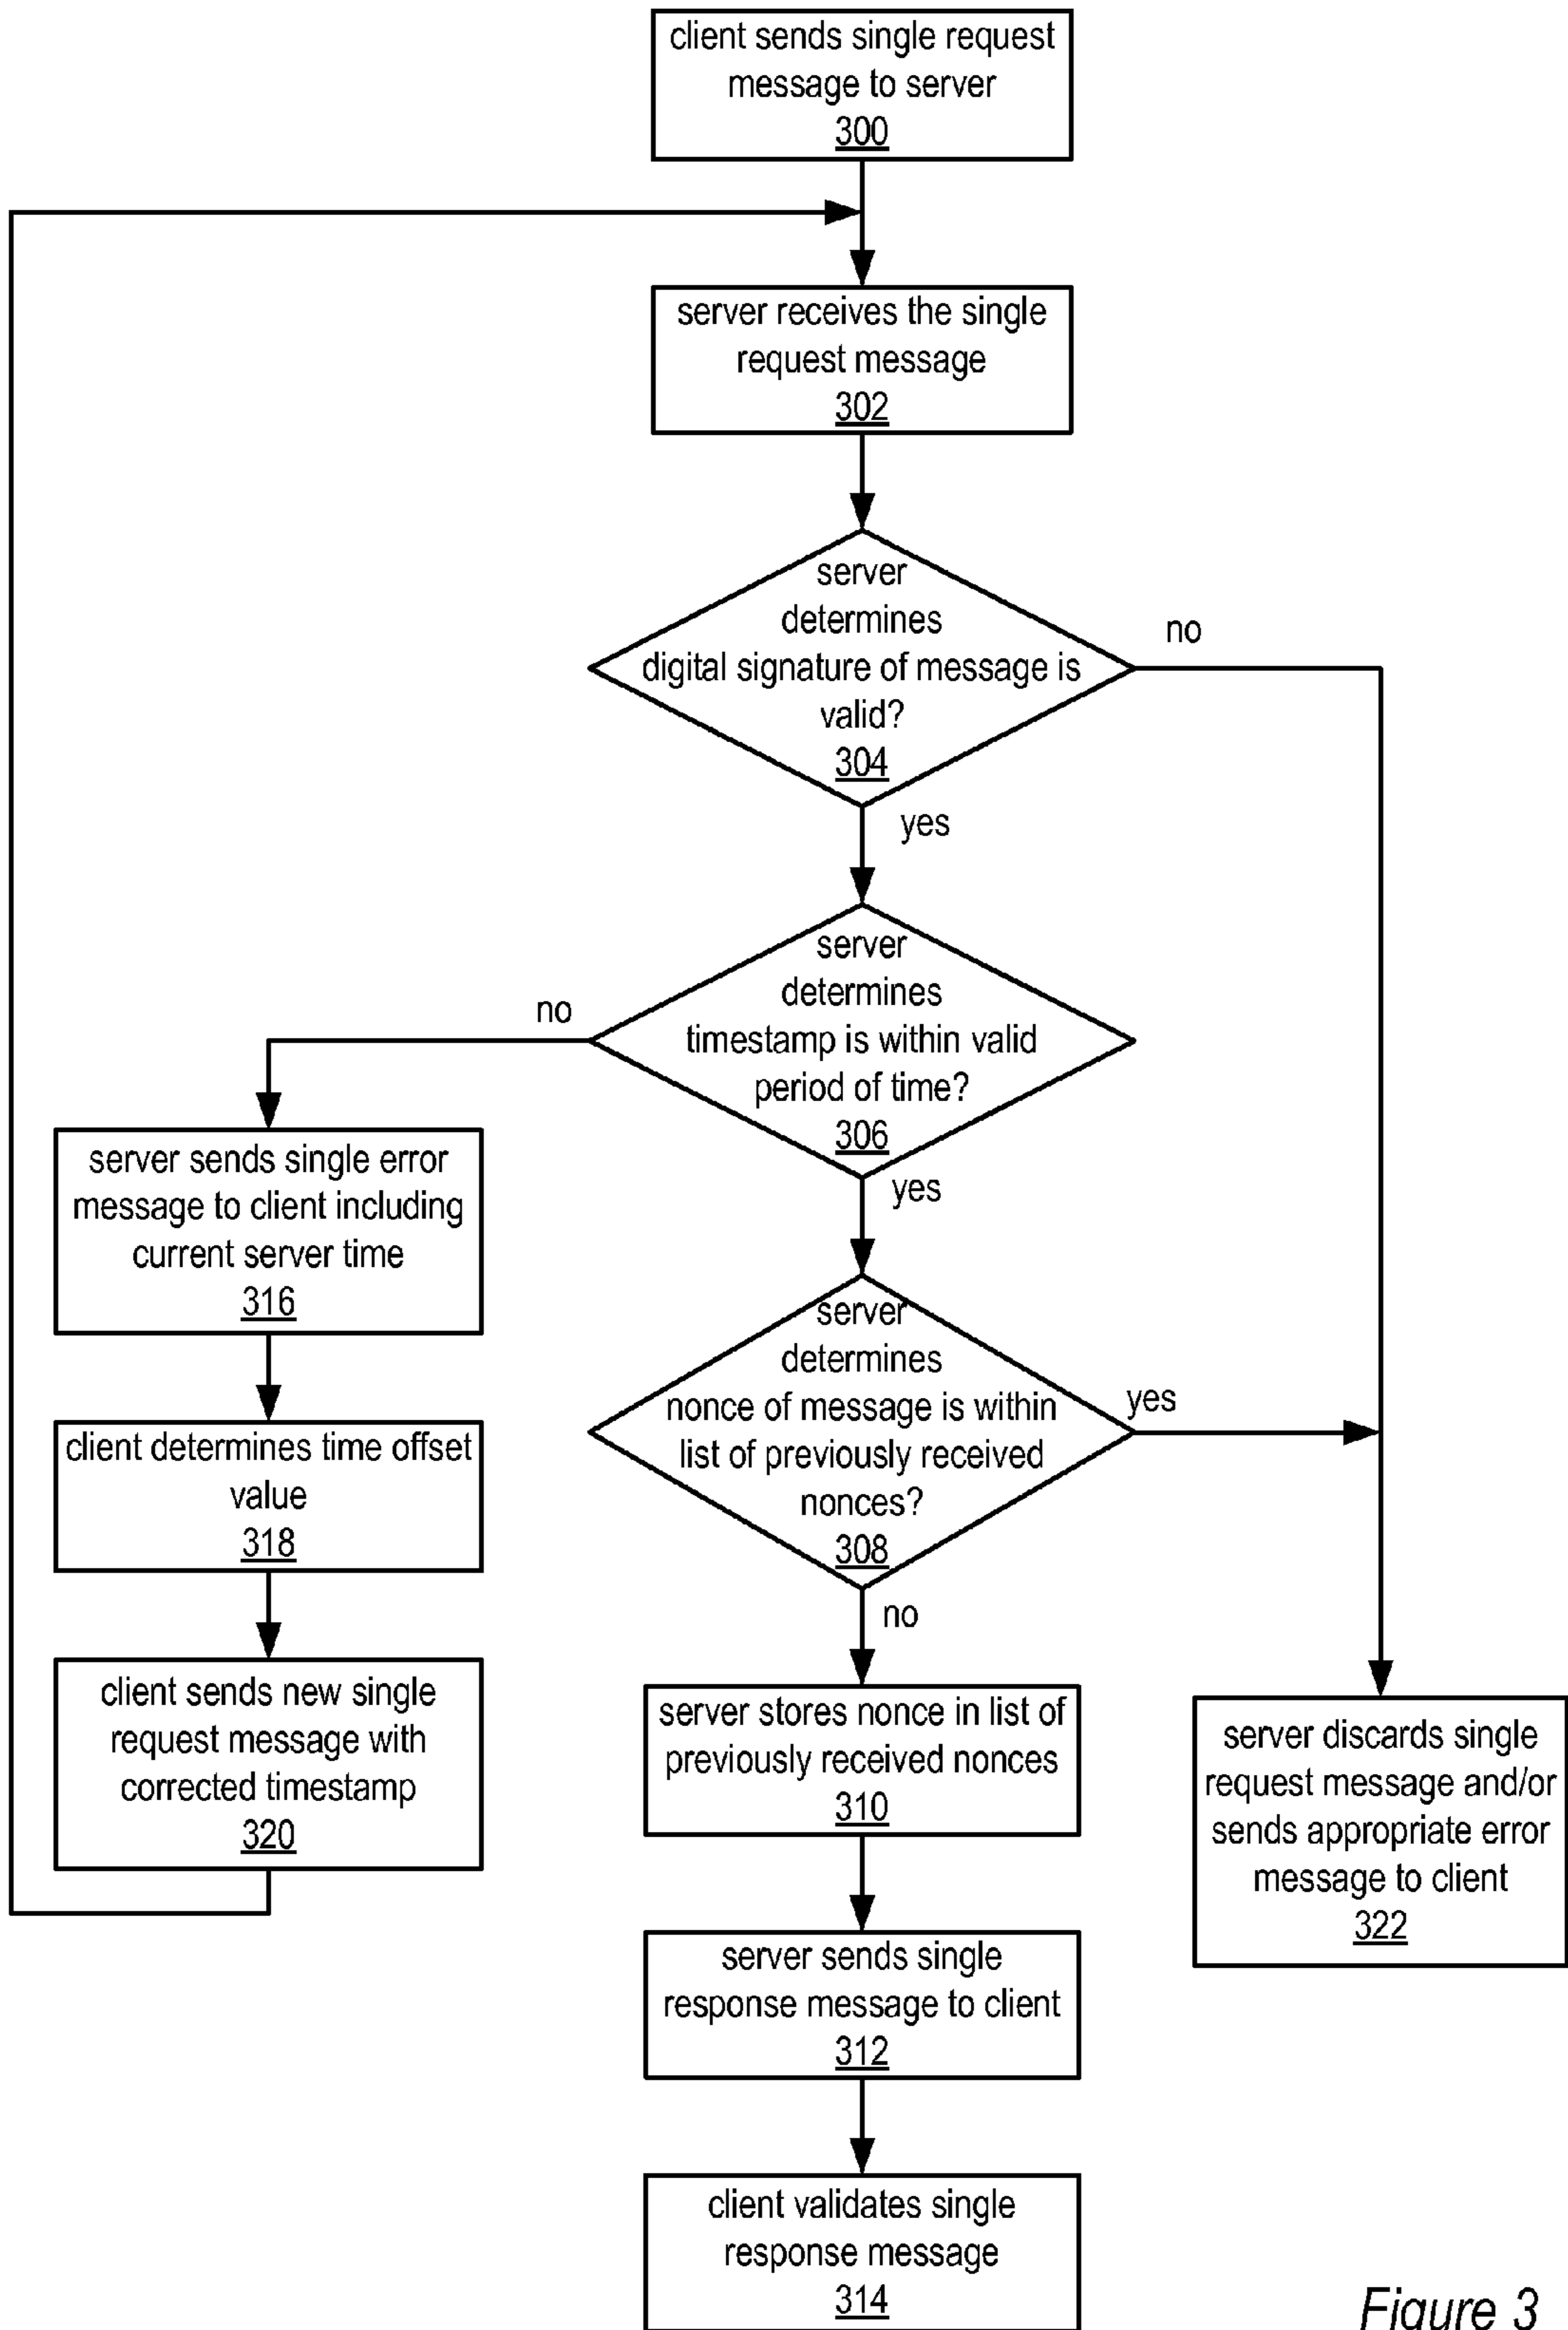 client sends single request
message to server
300
server receives the single
request message
302
server
determines
digital signature of message is
valid?
304
no
yes
server
determines
timestamp is within valid
period of time?
306
no
yes
server sends single error
message to client including
current server time
316
server
determines
nonce of message is within
list of previously received
nonces?
308
yes
no
client determines time offset
value
318
client sends new single
request message with
corrected timestamp
320
server stores nonce in list of
previously received nonces
310
server discards single
request message and/or
sends appropriate error
message to client
322
server sends single
response message to client
312
client validates single
response message
314
Figure 3